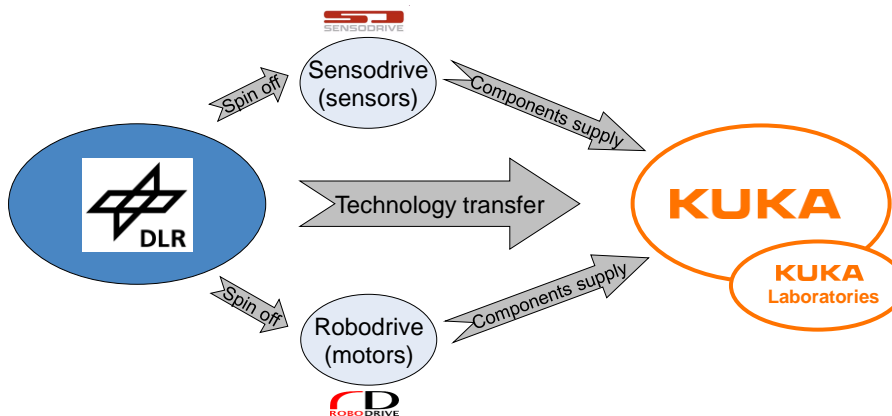 SENSODRIVE
Sensodrive
(sensors)
Spin off
Components supply
DLR
Technology transfer
KUKA
KUKA
Laboratories
Spin off
Components supply
Robodrive
(motors)
ROBODRIVE